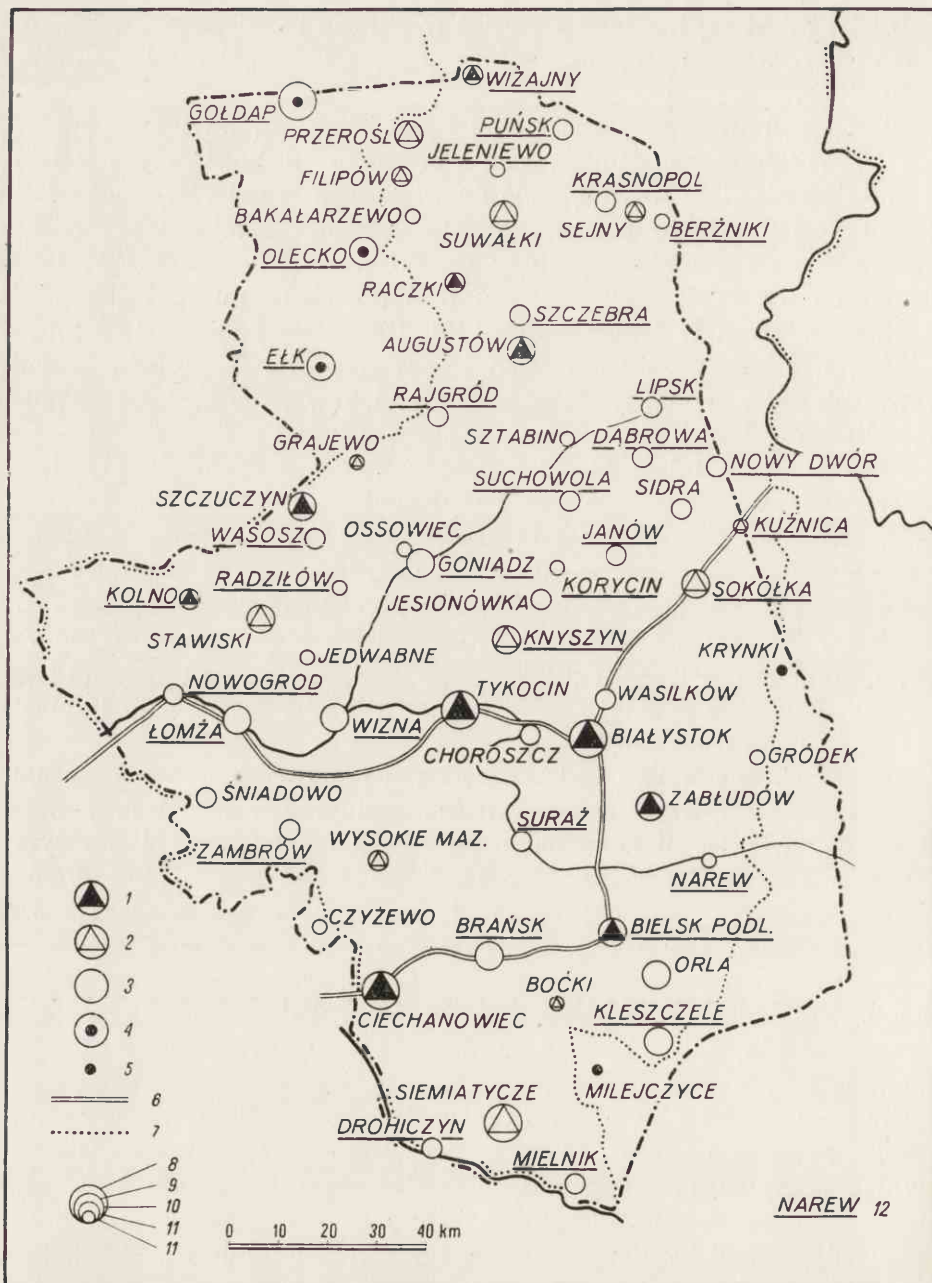 WIŻAJNY
GOŁDAP
PRZEROŚL
PUŃSK
JELENIEWO
FILIPÓW
KRASNOPOL
BAKAŁARZEWO
SUWAŁKI
SEJNY
BERŻNIKI
OLECKO
RACZKI
SZCZEBRA
AUGUSTÓW
EŁK
RAJGRÓD
LIPSK
GRAJEWO
SZTABIN
DĄBROWA
NOWY DWÓR
SUCHOWOLA
SIDRA
SZCZUCZYN
WĄSOSZ
OSSOWIEC
JANÓW
KUŹNICA
GONIĄDZ
KOLNO
RADZIŁÓW
KORYCIN
SOKÓŁKA
JESIONÓWKA
STAWISKI
KNYSZYN
KRYNKI
JEDWABNE
NOWOGROD
TYKOCIN
WASILKÓW
ŁOMŻA
WIZNA
BIAŁYSTOK
CHOROSZCZ
GRÓDEK
ŚNIADOWO
ZABŁUDÓW
ZAMBRÓW
WYSOKIE MAZ.
SURAŻ
NAREW
CZYŻEWO
BRAŃSK
BIELSK PODL.
ORLA
BOĆKI
CIECHANOWIEC
KLESZCZELE
MILEJCZYCE
SIEMIATYCZE
DROHICZYN
MIELNIK
1
2
3
4
5
6
7
8
9
10
11
11
0 10 20 40 km
NAREW 12